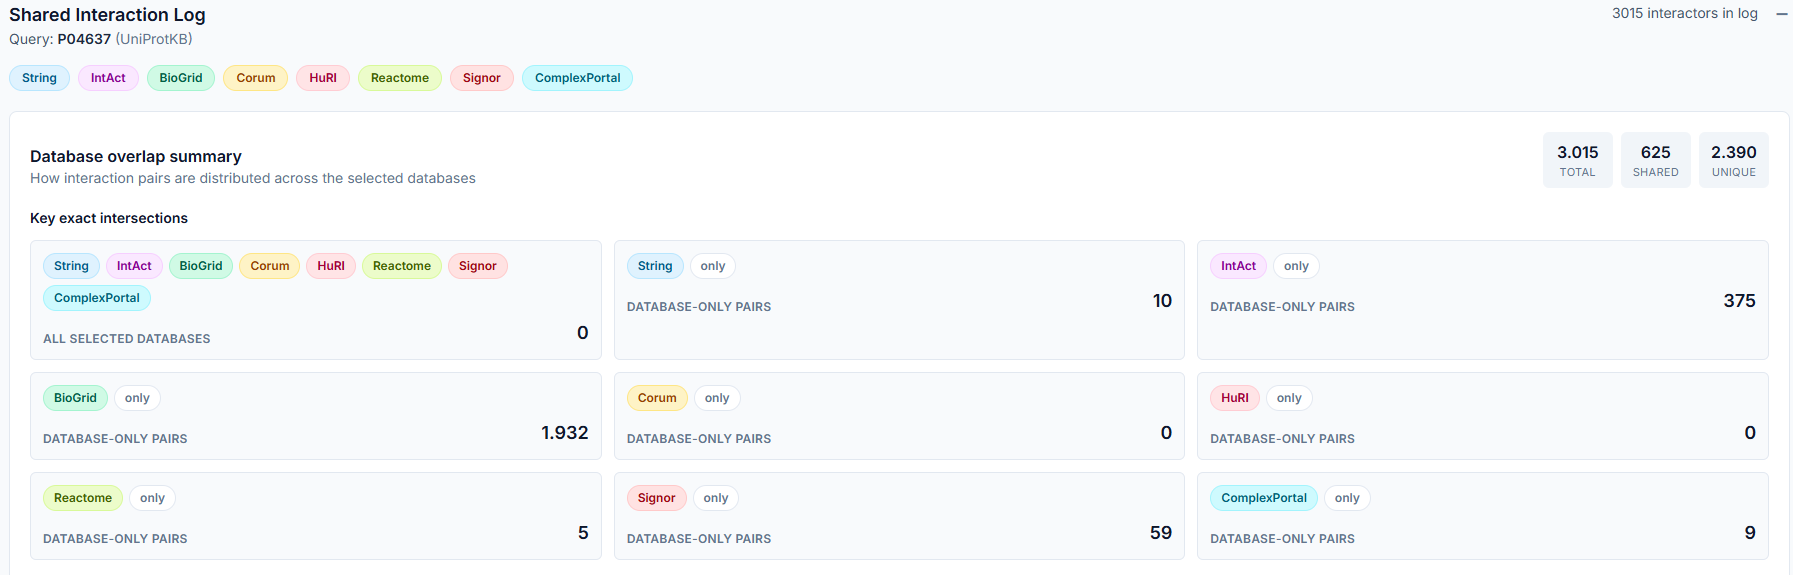 Shared Interaction Log
3015 interactors in log
Query: P04637 (UniProtKB)
String IntAct BioGrid Corum HuRI Reactome Signor ComplexPortal
Database overlap summary
How interaction pairs are distributed across the selected databases
3.015 TOTAL
625 SHARED
2.390 UNIQUE
Key exact intersections
String IntAct BioGrid Corum HuRI Reactome Signor
ComplexPortal
ALL SELECTED DATABASES 0
String only
DATABASE-ONLY PAIRS 10
IntAct only
DATABASE-ONLY PAIRS 375
BioGrid only
DATABASE-ONLY PAIRS 1.932
Corum only
DATABASE-ONLY PAIRS 0
HuRI only
DATABASE-ONLY PAIRS 0
Reactome only
DATABASE-ONLY PAIRS 5
Signor only
DATABASE-ONLY PAIRS 59
ComplexPortal only
DATABASE-ONLY PAIRS 9